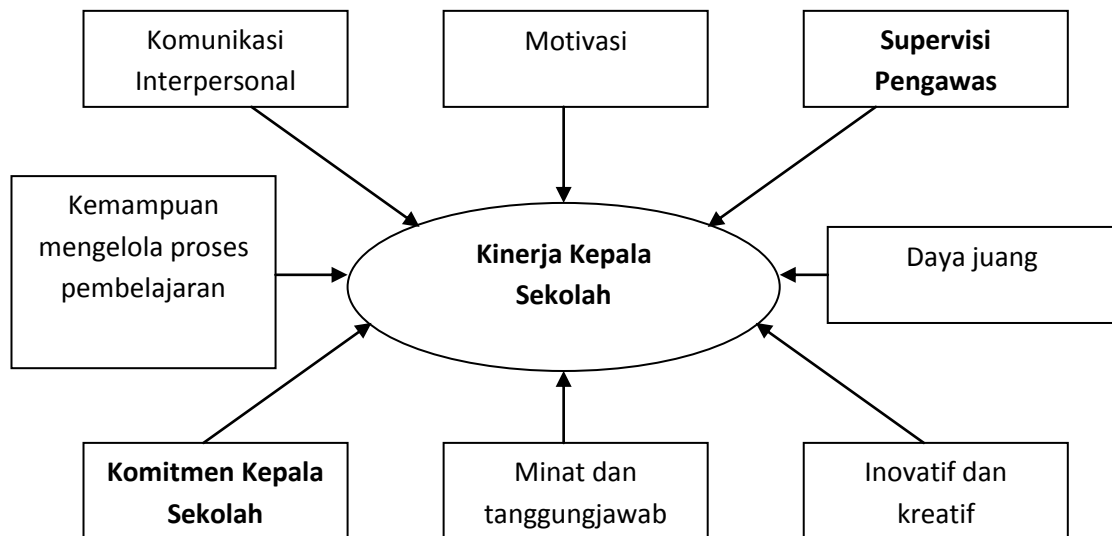 Komunikasi
Interpersonal
Motivasi
Supervisi
Pengawas
Kemampuan
mengelola proses
pembelajaran
Kinerja Kepala
Sekolah
Daya juang
Komitmen Kepala
Sekolah
Minat dan
tanggungjawab
Inovatif dan
kreatif